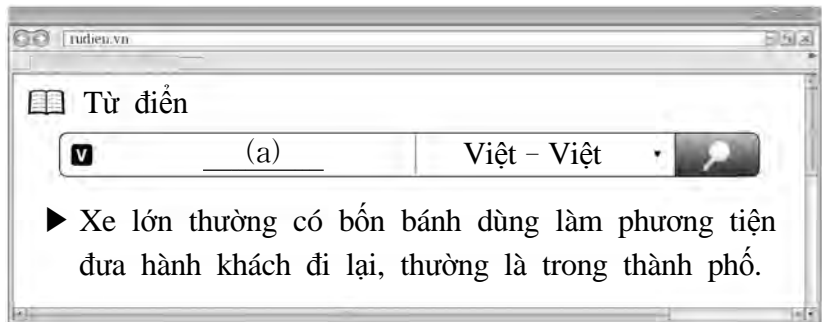 rudien.vn
Từ điển
V (a) Việt - Việt
▶ Xe lớn thường có bốn bánh dùng làm phương tiện
đưa hành khách đi lại, thường là trong thành phố.